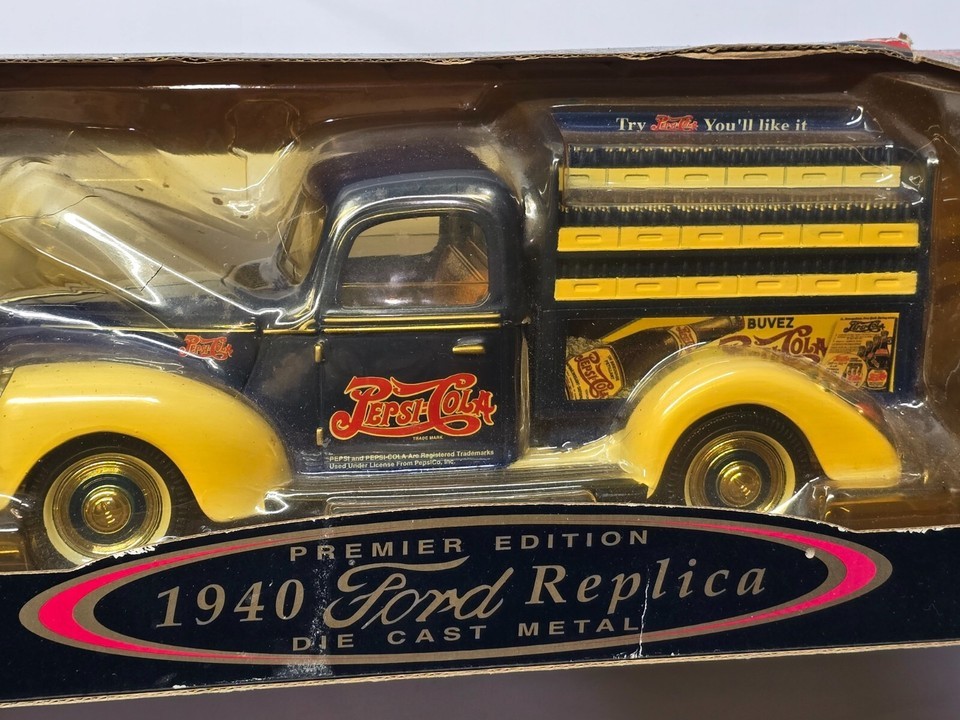 Try Pepsi-Cola You'll like it
BUVEZ
Pepsi-Cola
PEPSI-COLA
PEPSI-COLA
PEPSI-COLA
TRADE MARK
PEPSI and PEPSI-COLA Are Registered Trademarks
Used Under License From PepsiCo, Inc.
PREMIER EDITION
1940 Ford Replica
DIE CAST METAL